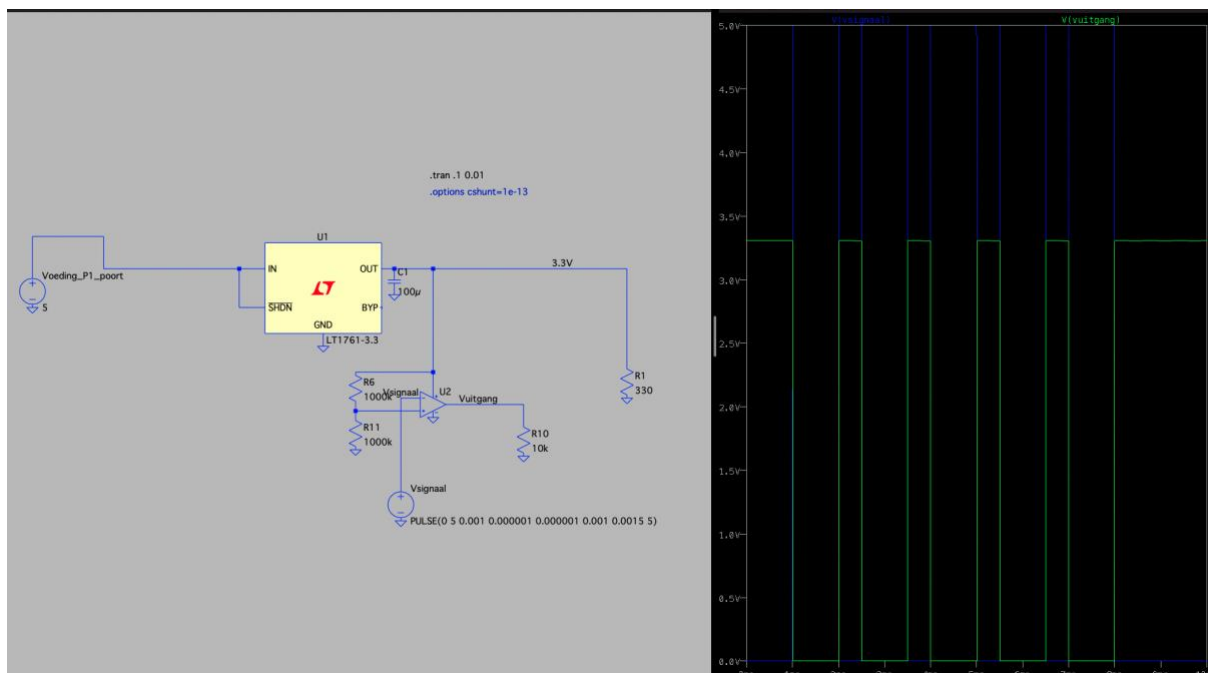 V(vsignaal) V(vuitgang)
5.0V
4.5V
4.0V
3.5V
3.0V
2.5V
2.0V
1.5V
1.0V
0.5V
0.0V
.tran .1 0.01
.options cshunt=1e-13
U1
Voeding_P1_poort
5
IN
OUT
SHDN
BYP
GND
LT1761-3.3
C1
100µ
3.3V
R1
330
R6
1000k
Vsignaal
U2
Vuitgang
R11
1000k
R10
10k
Vsignaal
PULSE(0 5 0.001 0.000001 0.000001 0.001 0.0015 5)